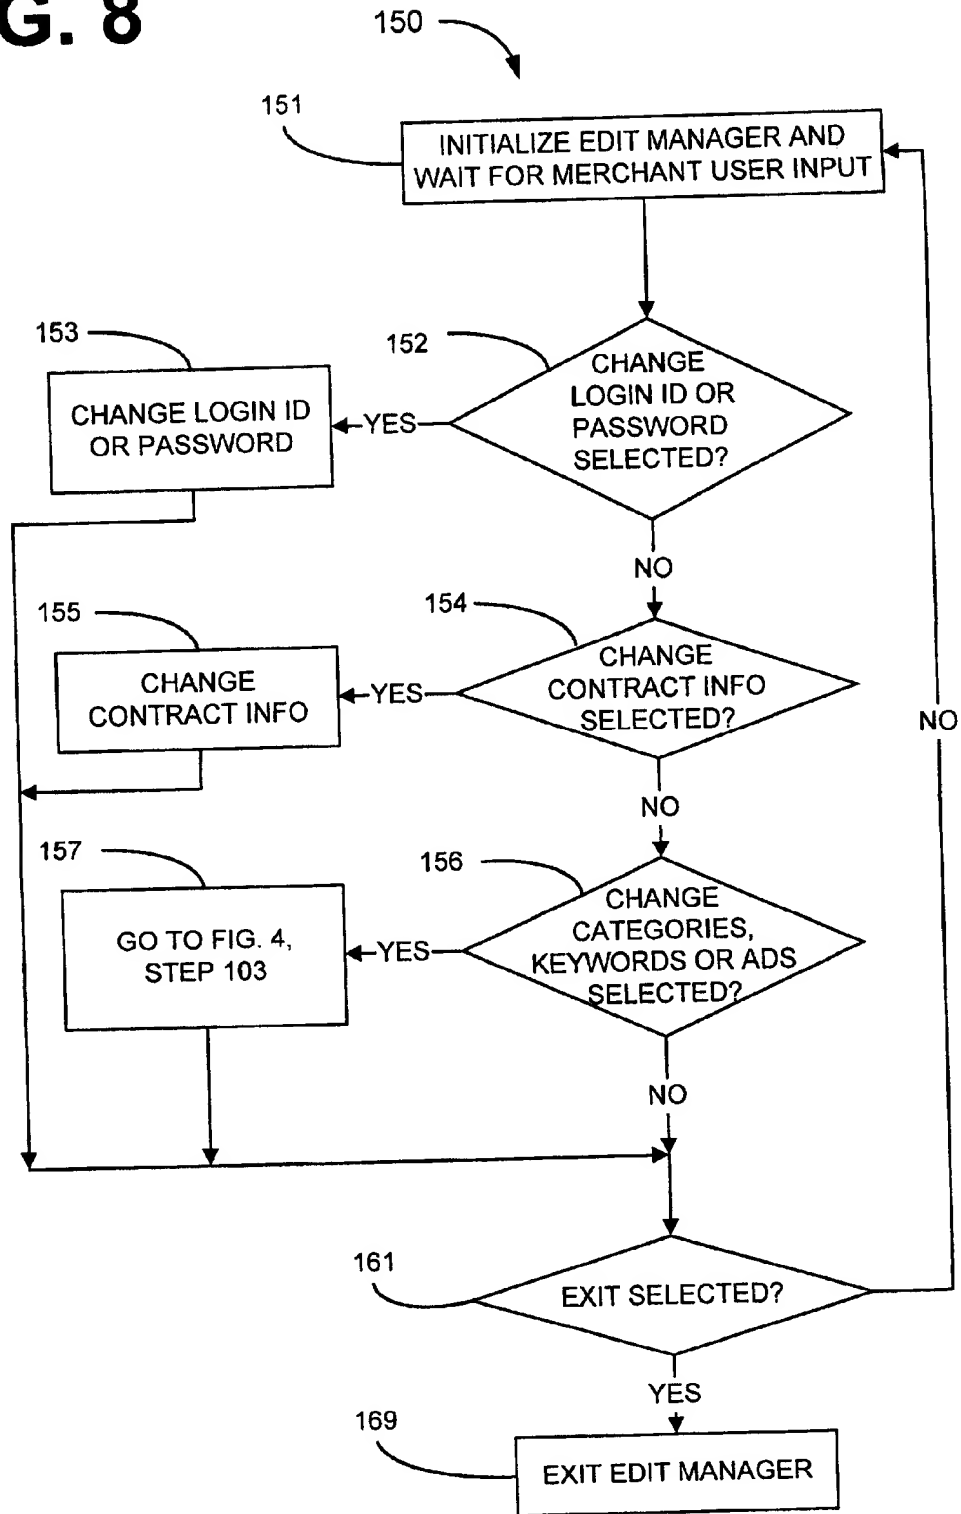 G. 8
150
151
INITIALIZE EDIT MANAGER AND
WAIT FOR MERCHANT USER INPUT
153
152
CHANGE
LOGIN ID OR
PASSWORD
SELECTED?
YES
CHANGE LOGIN ID
OR PASSWORD
NO
155
154
CHANGE
CONTRACT INFO
SELECTED?
YES
CHANGE
CONTRACT INFO
NO
NO
157
156
CHANGE
CATEGORIES,
KEYWORDS OR ADS
SELECTED?
YES
GO TO FIG. 4,
STEP 103
NO
161
EXIT SELECTED?
YES
169
EXIT EDIT MANAGER